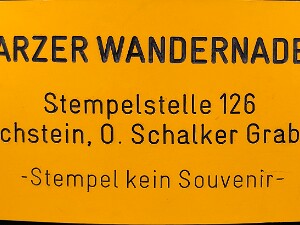 ARZER WANDERNADE
Stempelstelle 126
chstein, O. Schalker Grab
-Stempel kein Souvenir-